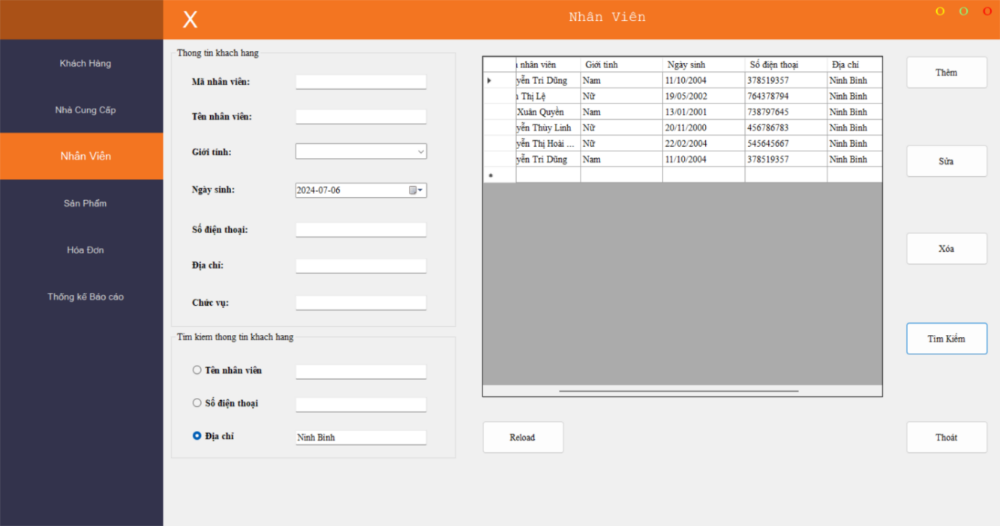 X
Nhân Viên
O O O
Khách Hàng
Nhà Cung Cấp
Nhân Viên
Sản Phẩm
Hóa Đơn
Thống kê Báo cáo
Thong tin khach hang
Mã nhân viên:
Tên nhân viên:
Giới tính:
Ngày sinh: 2024-07-06
Số điện thoại:
Địa chỉ:
Chức vụ:
Tim kiem thong tin khach hang
Tên nhân viên
Số điện thoại
Địa chỉ Ninh Bình
nhân viên Giới tính Ngày sinh Số điện thoại Địa chỉ
yễn Trí Dũng Nam 11/10/2004 378519357 Ninh Bình
Thị Lệ Nữ 19/05/2002 764378794 Ninh Bình
Xuân Quyền Nam 13/01/2001 738797645 Ninh Bình
yễn Thùy Linh Nữ 20/11/2000 456786783 Ninh Bình
yễn Thị Hoài ... Nữ 22/02/2004 545645667 Ninh Bình
yễn Trí Dũng Nam 11/10/2004 378519357 Ninh Bình
Reload
Thêm
Sửa
Xóa
Tìm Kiếm
Thoát